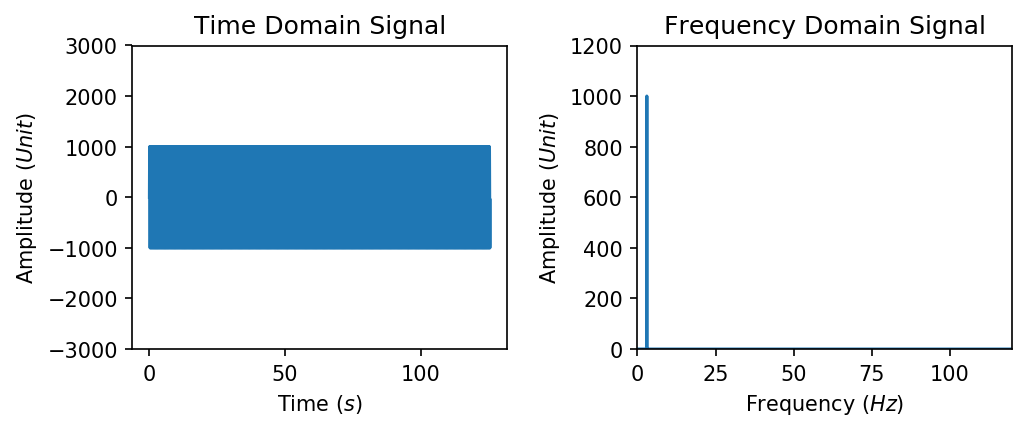 Time Domain Signal
Amplitude (Unit)
3000
2000
1000
0
−1000
−2000
−3000
0 50 100
Time (s)
Frequency Domain Signal
Amplitude (Unit)
1200
1000
800
600
400
200
0
0 25 50 75 100
Frequency (Hz)